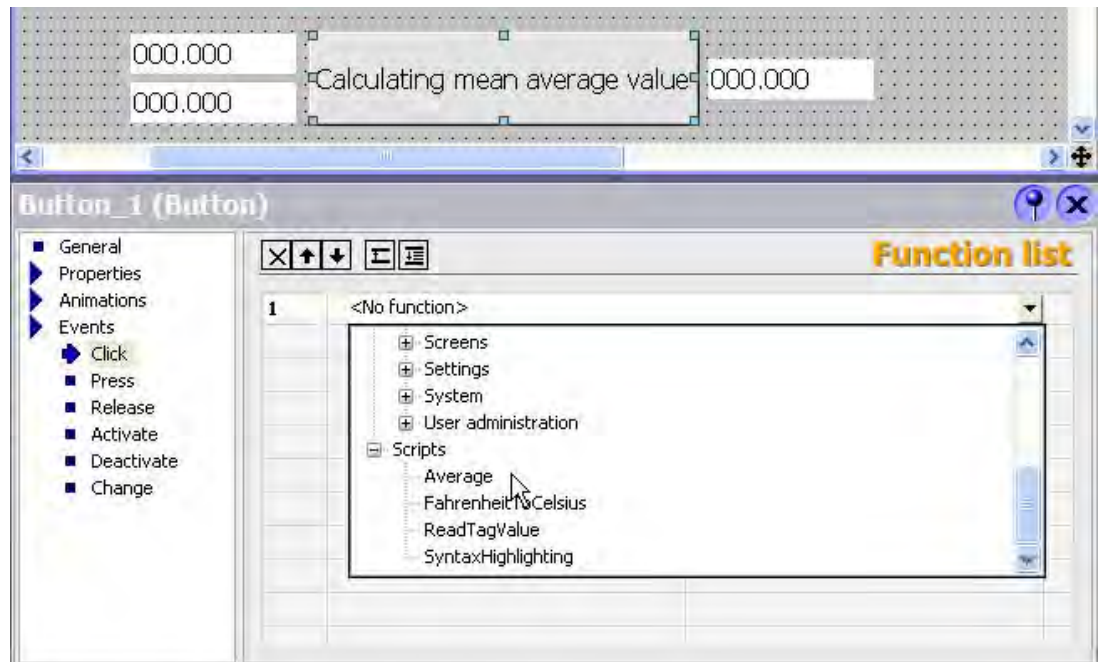 000.000
000.000
Calculating mean average value
000.000
Button_1 (Button)
General
Properties
Animations
Events
Click
Press
Release
Activate
Deactivate
Change
Function list
1 <No function>
Screens
Settings
System
User administration
Scripts
Average
FahrenheitToCelsius
ReadTagValue
SyntaxHighlighting